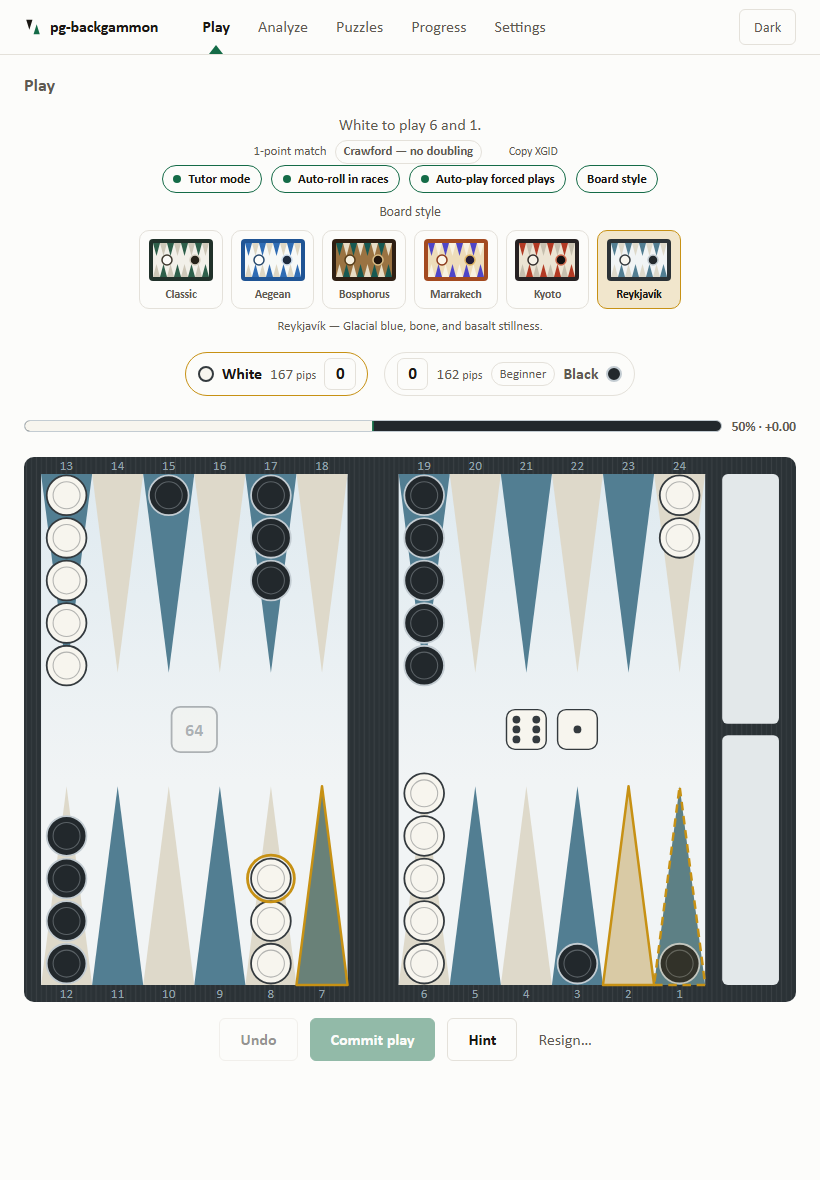 pg-backgammon Play Analyze Puzzles Progress Settings Dark
Play
White to play 6 and 1.
1-point match Crawford — no doubling Copy XGID
Tutor mode Auto-roll in races Auto-play forced plays Board style
Board style
Classic Aegean Bosphorus Marrakech Kyoto Reykjavík
Reykjavík — Glacial blue, bone, and basalt stillness.
White 167 pips 0 0 162 pips Beginner Black
50% · +0.00
13 14 15 16 17 18 19 20 21 22 23 24
64
12 11 10 9 8 7 6 5 4 3 2 1
Undo Commit play Hint Resign...